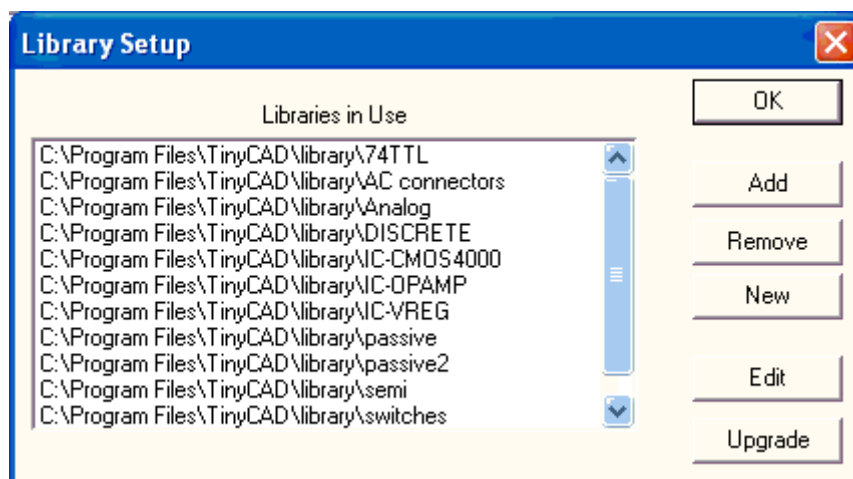 Library Setup
Libraries in Use
C:\Program Files\TinyCAD\library\74TTL
C:\Program Files\TinyCAD\library\AC connectors
C:\Program Files\TinyCAD\library\Analog
C:\Program Files\TinyCAD\library\DISCRETE
C:\Program Files\TinyCAD\library\IC-CMOS4000
C:\Program Files\TinyCAD\library\IC-OPAMP
C:\Program Files\TinyCAD\library\IC-VREG
C:\Program Files\TinyCAD\library\passive
C:\Program Files\TinyCAD\library\passive2
C:\Program Files\TinyCAD\library\semi
C:\Program Files\TinyCAD\library\switches
OK
Add
Remove
New
Edit
Upgrade